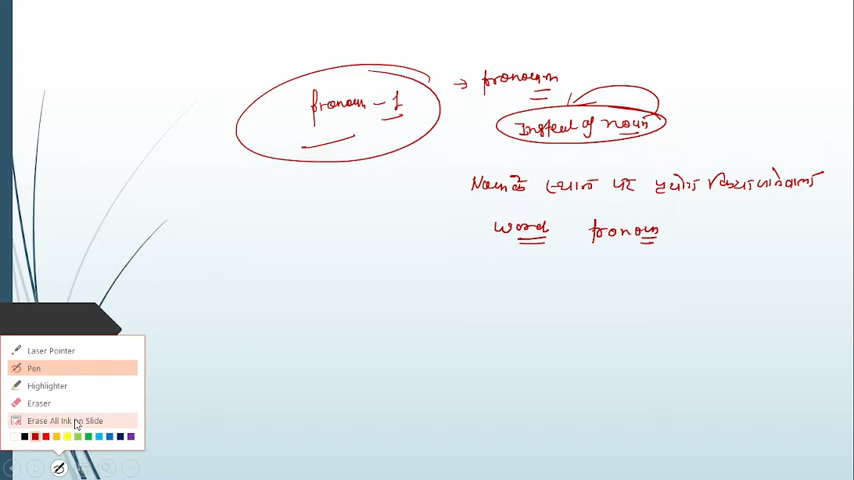 pronoun - 1
→ pronoun
Instead of noun
Noun के स्थान पर प्रयोग किया जानेवाला
word pronoun
Laser Pointer
Pen
Highlighter
Eraser
Erase All Ink on Slide